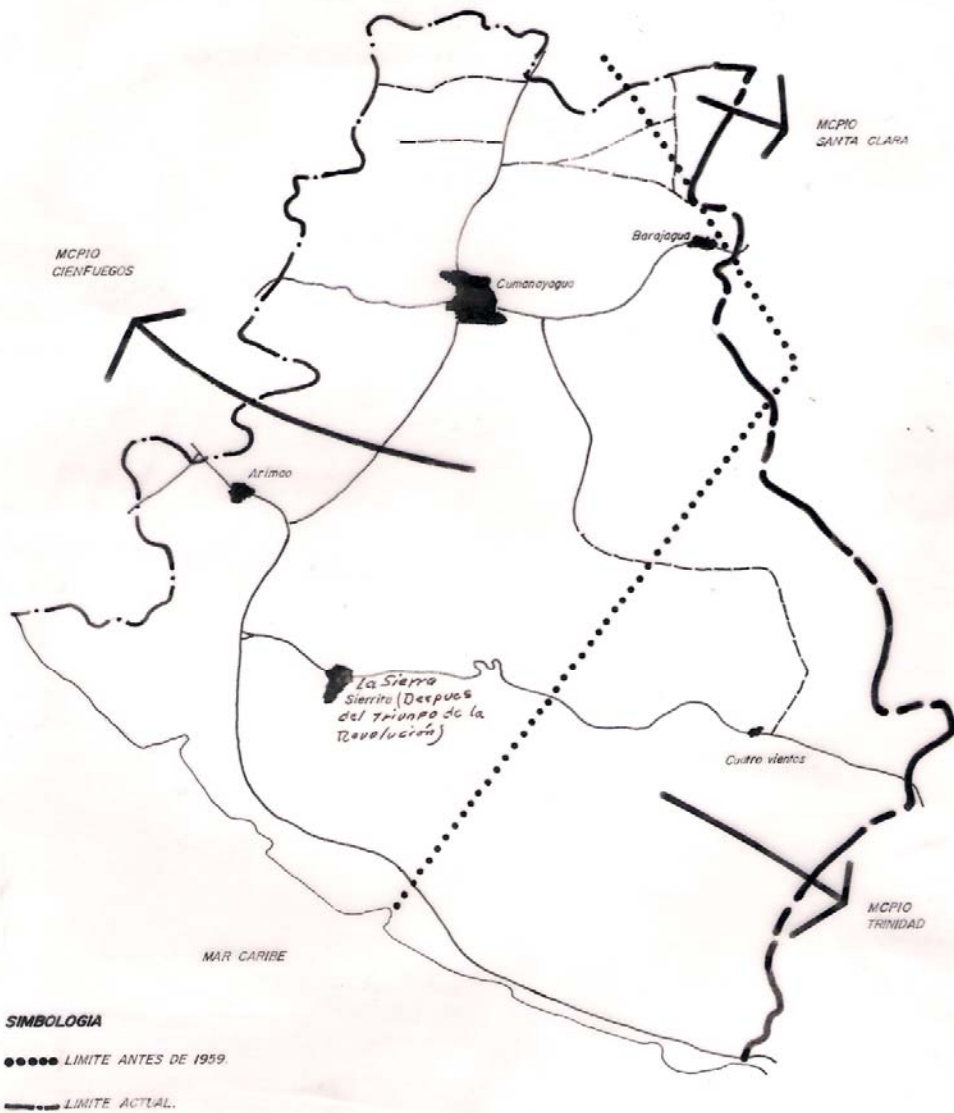 MCPIO
SANTA CLARA
Barajagua
MCPIO
CIENFUEGOS
Cumanayagua
Arimao
La Sierra
Sierrita (Despues
del Triunpo de la
Revolución)
Cuatro vientos
MCPIO
TRINIDAD
MAR CARIBE
SIMBOLOGIA
LIMITE ANTES DE 1959.
LIMITE ACTUAL.